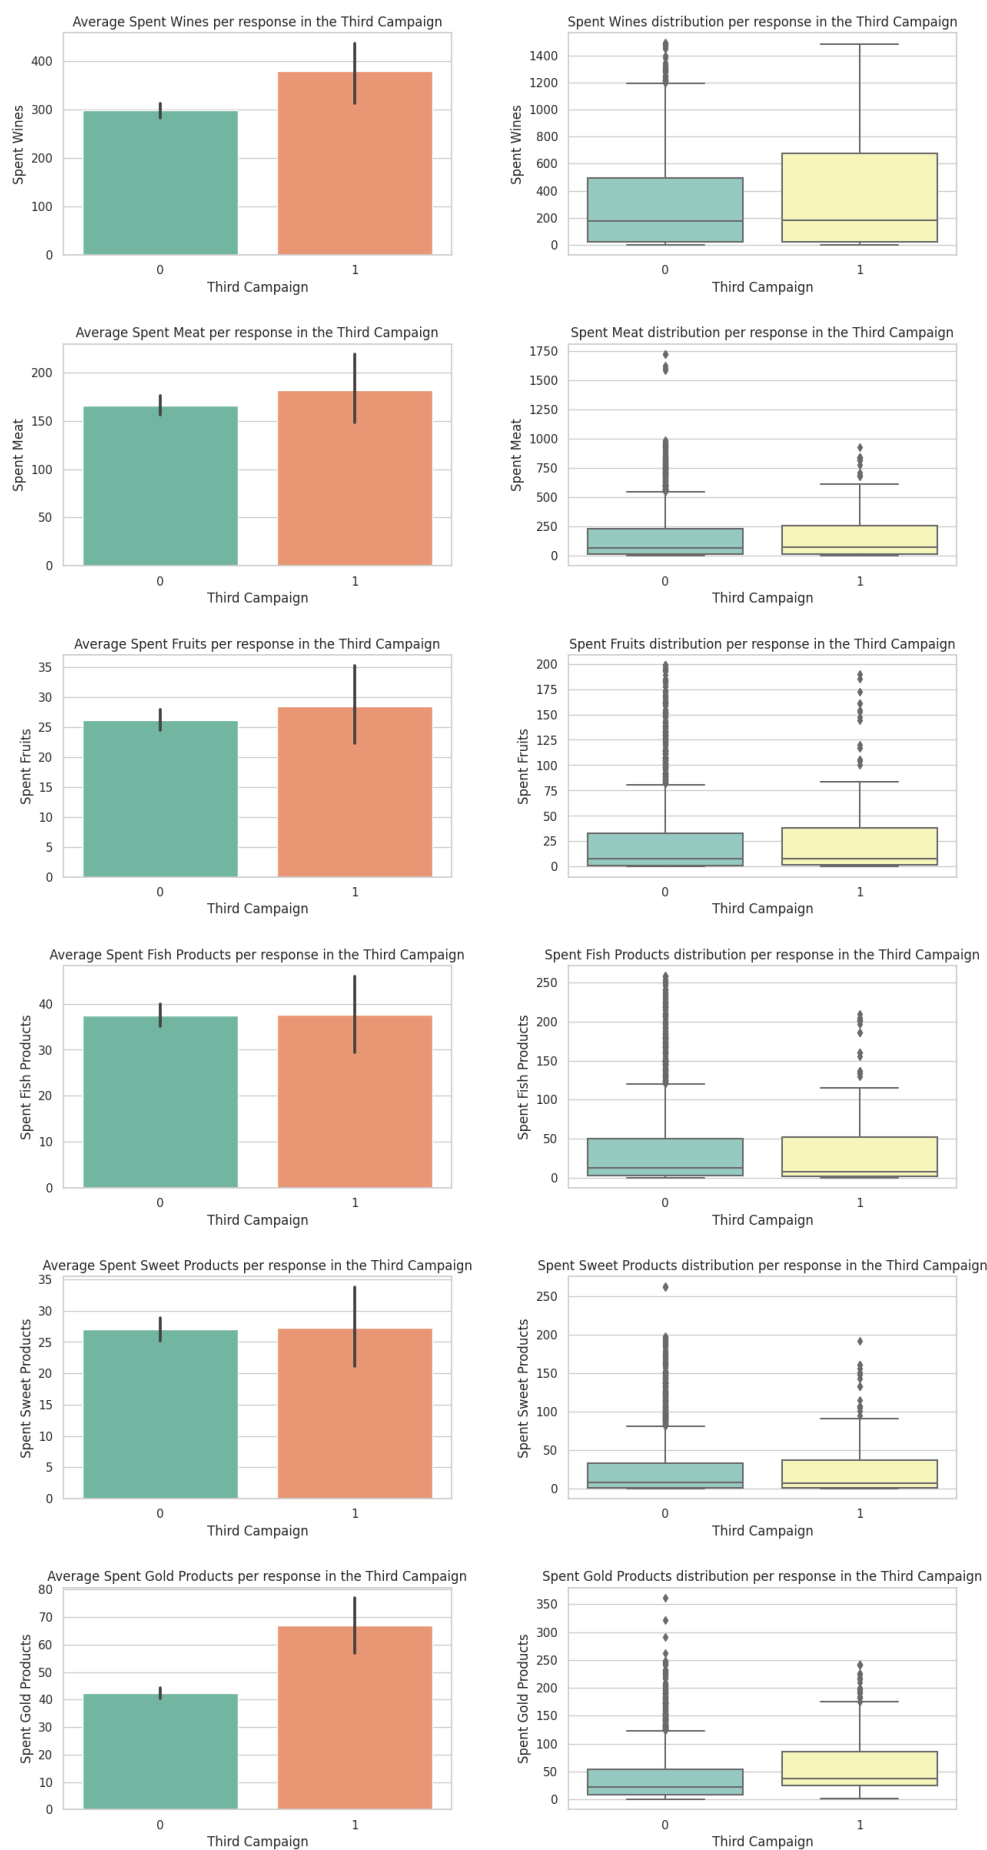 Average Spent Wines per response in the Third Campaign
400
300
200
100
0
Spent Wines
0 1
Third Campaign
Spent Wines distribution per response in the Third Campaign
1400
1200
1000
800
600
400
200
0
Spent Wines
0 1
Third Campaign
Average Spent Meat per response in the Third Campaign
200
150
100
50
0
Spent Meat
0 1
Third Campaign
Spent Meat distribution per response in the Third Campaign
1750
1500
1250
1000
750
500
250
0
Spent Meat
0 1
Third Campaign
Average Spent Fruits per response in the Third Campaign
35
30
25
20
15
10
5
0
Spent Fruits
0 1
Third Campaign
Spent Fruits distribution per response in the Third Campaign
200
175
150
125
100
75
50
25
0
Spent Fruits
0 1
Third Campaign
Average Spent Fish Products per response in the Third Campaign
40
30
20
10
0
Spent Fish Products
0 1
Third Campaign
Spent Fish Products distribution per response in the Third Campaign
250
200
150
100
50
0
Spent Fish Products
0 1
Third Campaign
Average Spent Sweet Products per response in the Third Campaign
35
30
25
20
15
10
5
0
Spent Sweet Products
0 1
Third Campaign
Spent Sweet Products distribution per response in the Third Campaign
250
200
150
100
50
0
Spent Sweet Products
0 1
Third Campaign
Average Spent Gold Products per response in the Third Campaign
80
70
60
50
40
30
20
10
0
Spent Gold Products
0 1
Third Campaign
Spent Gold Products distribution per response in the Third Campaign
350
300
250
200
150
100
50
0
Spent Gold Products
0 1
Third Campaign